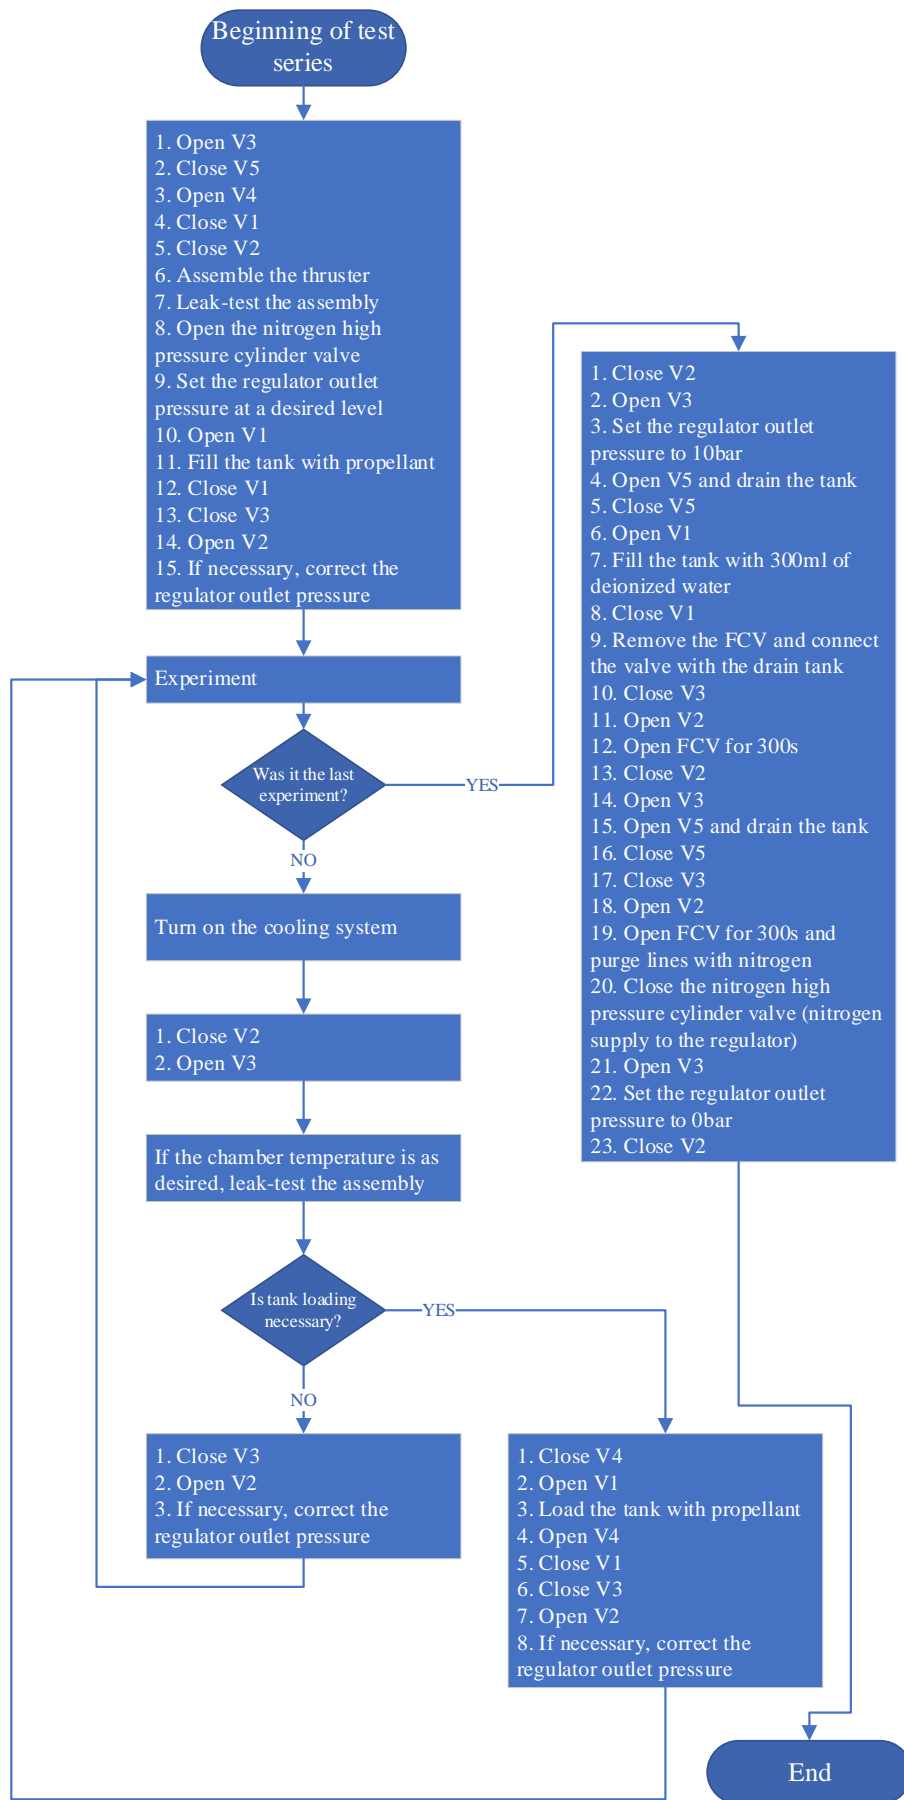 Beginning of test
series
1. Open V3
2. Close V5
3. Open V4
4. Close V1
5. Close V2
6. Assemble the thruster
7. Leak-test the assembly
8. Open the nitrogen high
pressure cylinder valve
9. Set the regulator outlet
pressure at a desired level
10. Open V1
11. Fill the tank with propellant
12. Close V1
13. Close V3
14. Open V2
15. If necessary, correct the
regulator outlet pressure
Experiment
Was it the last
experiment?
YES
NO
Turn on the cooling system
1. Close V2
2. Open V3
If the chamber temperature is as
desired, leak-test the assembly
Is tank loading
necessary?
YES
NO
1. Close V3
2. Open V2
3. If necessary, correct the
regulator outlet pressure
1. Close V4
2. Open V1
3. Load the tank with propellant
4. Open V4
5. Close V1
6. Close V3
7. Open V2
8. If necessary, correct the
regulator outlet pressure
1. Close V2
2. Open V3
3. Set the regulator outlet
pressure to 10bar
4. Open V5 and drain the tank
5. Close V5
6. Open V1
7. Fill the tank with 300ml of
deionized water
8. Close V1
9. Remove the FCV and connect
the valve with the drain tank
10. Close V3
11. Open V2
12. Open FCV for 300s
13. Close V2
14. Open V3
15. Open V5 and drain the tank
16. Close V5
17. Close V3
18. Open V2
19. Open FCV for 300s and
purge lines with nitrogen
20. Close the nitrogen high
pressure cylinder valve (nitrogen
supply to the regulator)
21. Open V3
22. Set the regulator outlet
pressure to 0bar
23. Close V2
End